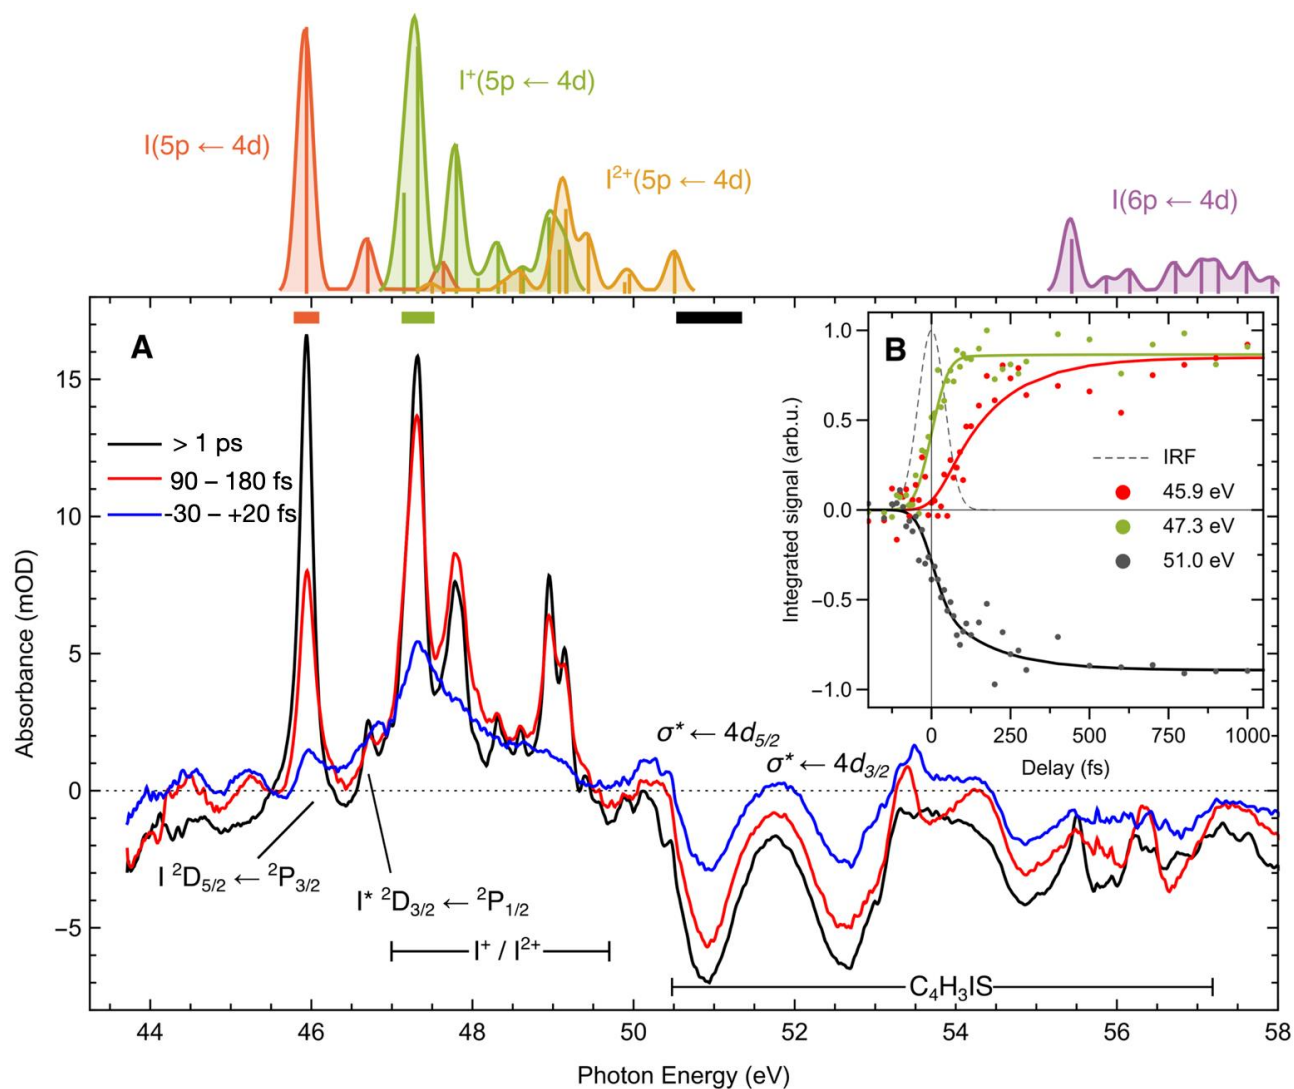 I⁺(5p ← 4d)
I(5p ← 4d)
I²⁺(5p ← 4d)
I(6p ← 4d)
A
> 1 ps
90 – 180 fs
-30 – +20 fs
15
10
5
0
−5
Absorbance (mOD)
I ²D₅/₂ ← ²P₃/₂
I* ²D₃/₂ ← ²P₁/₂
I⁺ / I²⁺
σ* ← 4d₅/₂
σ* ← 4d₃/₂
C₄H₃IS
44 46 48 50 52 54 56 58
Photon Energy (eV)
B
1.0
0.5
0.0
−0.5
−1.0
Integrated signal (arb.u.)
IRF
45.9 eV
47.3 eV
51.0 eV
0 250 500 750 1000
Delay (fs)